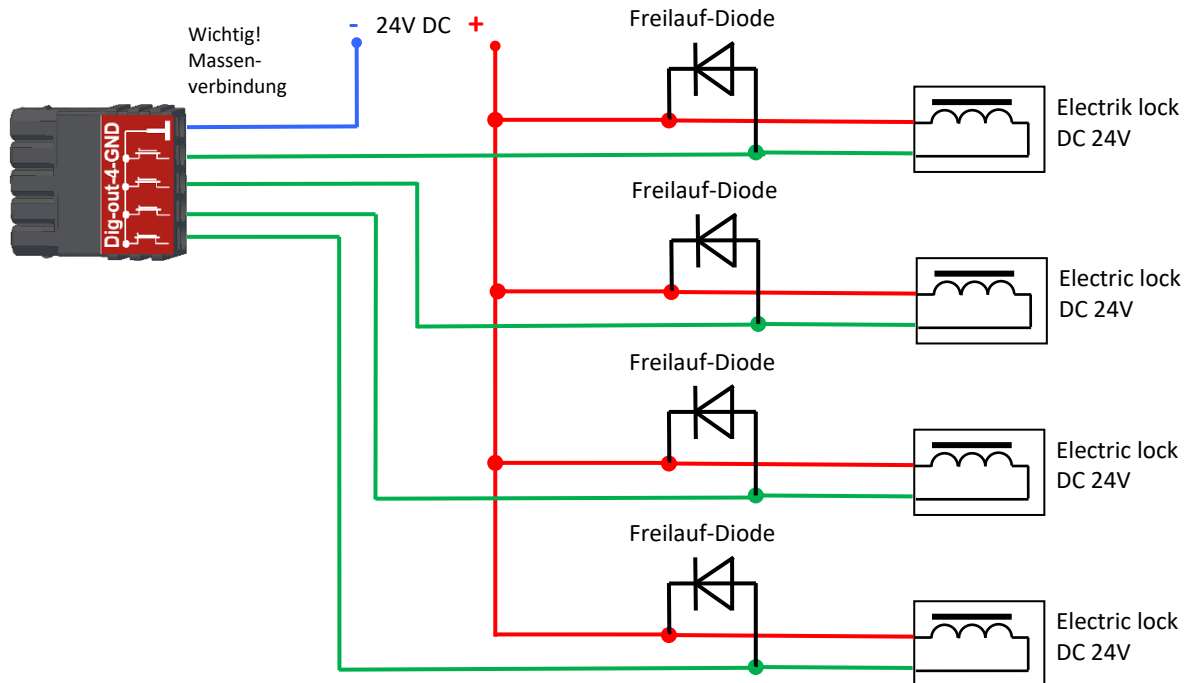 Wichtig!
Massen-
verbindung
- 24V DC +
Dig-out-4-GND
Freilauf-Diode
Electrik lock
DC 24V
Freilauf-Diode
Electric lock
DC 24V
Freilauf-Diode
Electric lock
DC 24V
Freilauf-Diode
Electric lock
DC 24V